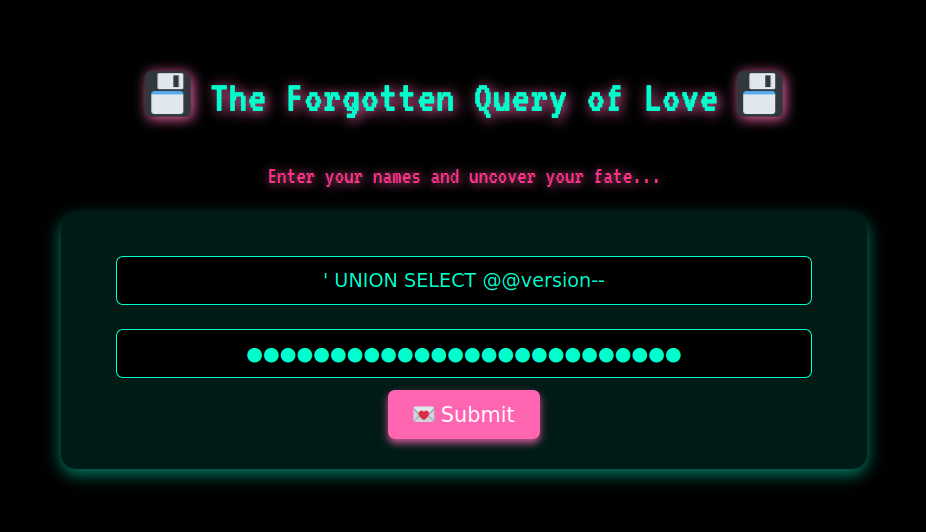 The Forgotten Query of Love
Enter your names and uncover your fate...
' UNION SELECT @@version--
●●●●●●●●●●●●●●●●●●●●●●●●●●
💌 Submit